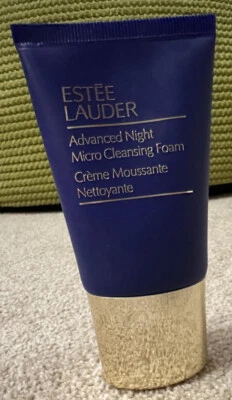 ESTĒE
LAUDER
Advanced Night
Micro Cleansing Foam
Crème Moussante
Nettoyante